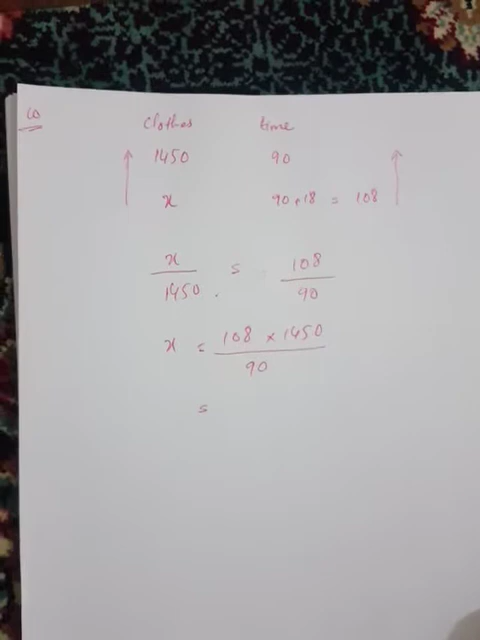 clothes time
1450 90
x 90+18 = 108
x/1450 = 108/90
x = 108 × 1450/90
=